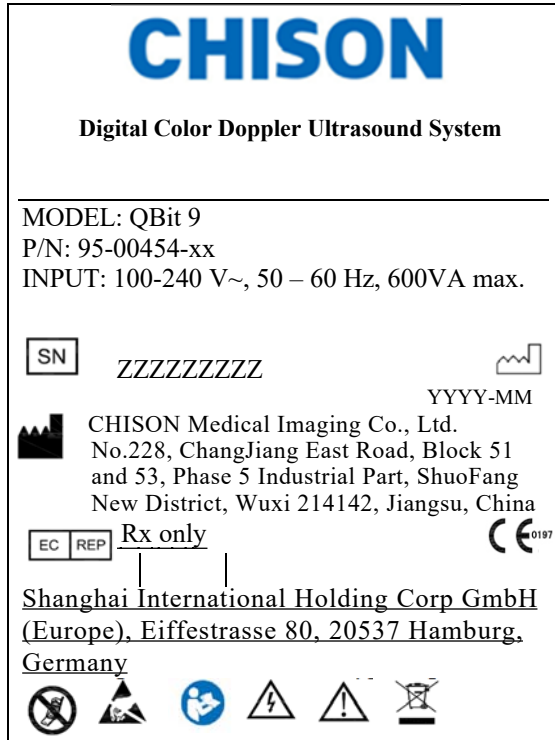 CHISON
Digital Color Doppler Ultrasound System
MODEL: QBit 9
P/N: 95-00454-xx
INPUT: 100-240 V~, 50 – 60 Hz, 600VA max.
SN ZZZZZZZZZ
YYYY-MM
CHISON Medical Imaging Co., Ltd.
No.228, ChangJiang East Road, Block 51
and 53, Phase 5 Industrial Part, ShuoFang
New District, Wuxi 214142, Jiangsu, China
EC REP Rx only CE 0197
Shanghai International Holding Corp GmbH
(Europe), Eiffestrasse 80, 20537 Hamburg,
Germany